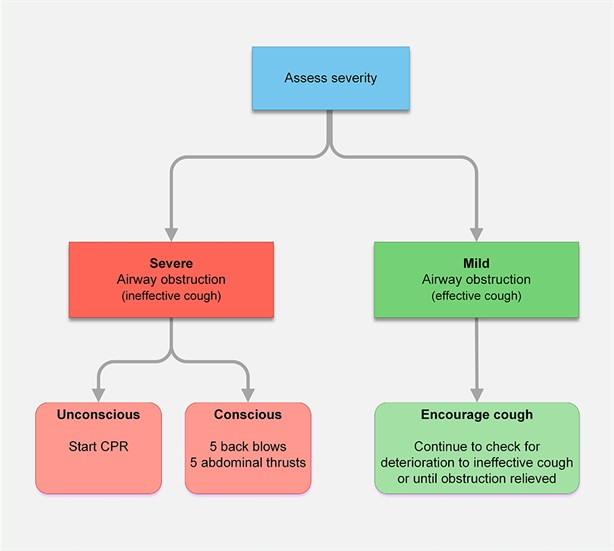 Assess severity
Severe
Airway obstruction
(ineffective cough)
Mild
Airway obstruction
(effective cough)
Unconscious
Start CPR
Conscious
5 back blows
5 abdominal thrusts
Encourage cough
Continue to check for
deterioration to ineffective cough
or until obstruction relieved